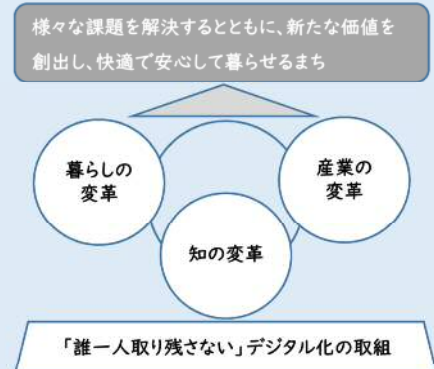 様々な課題を解決するとともに、新たな価値を
創出し、快適で安心して暮らせるまち
暮らしの
変革
産業の
変革
知の変革
「誰一人取り残さない」デジタル化の取組